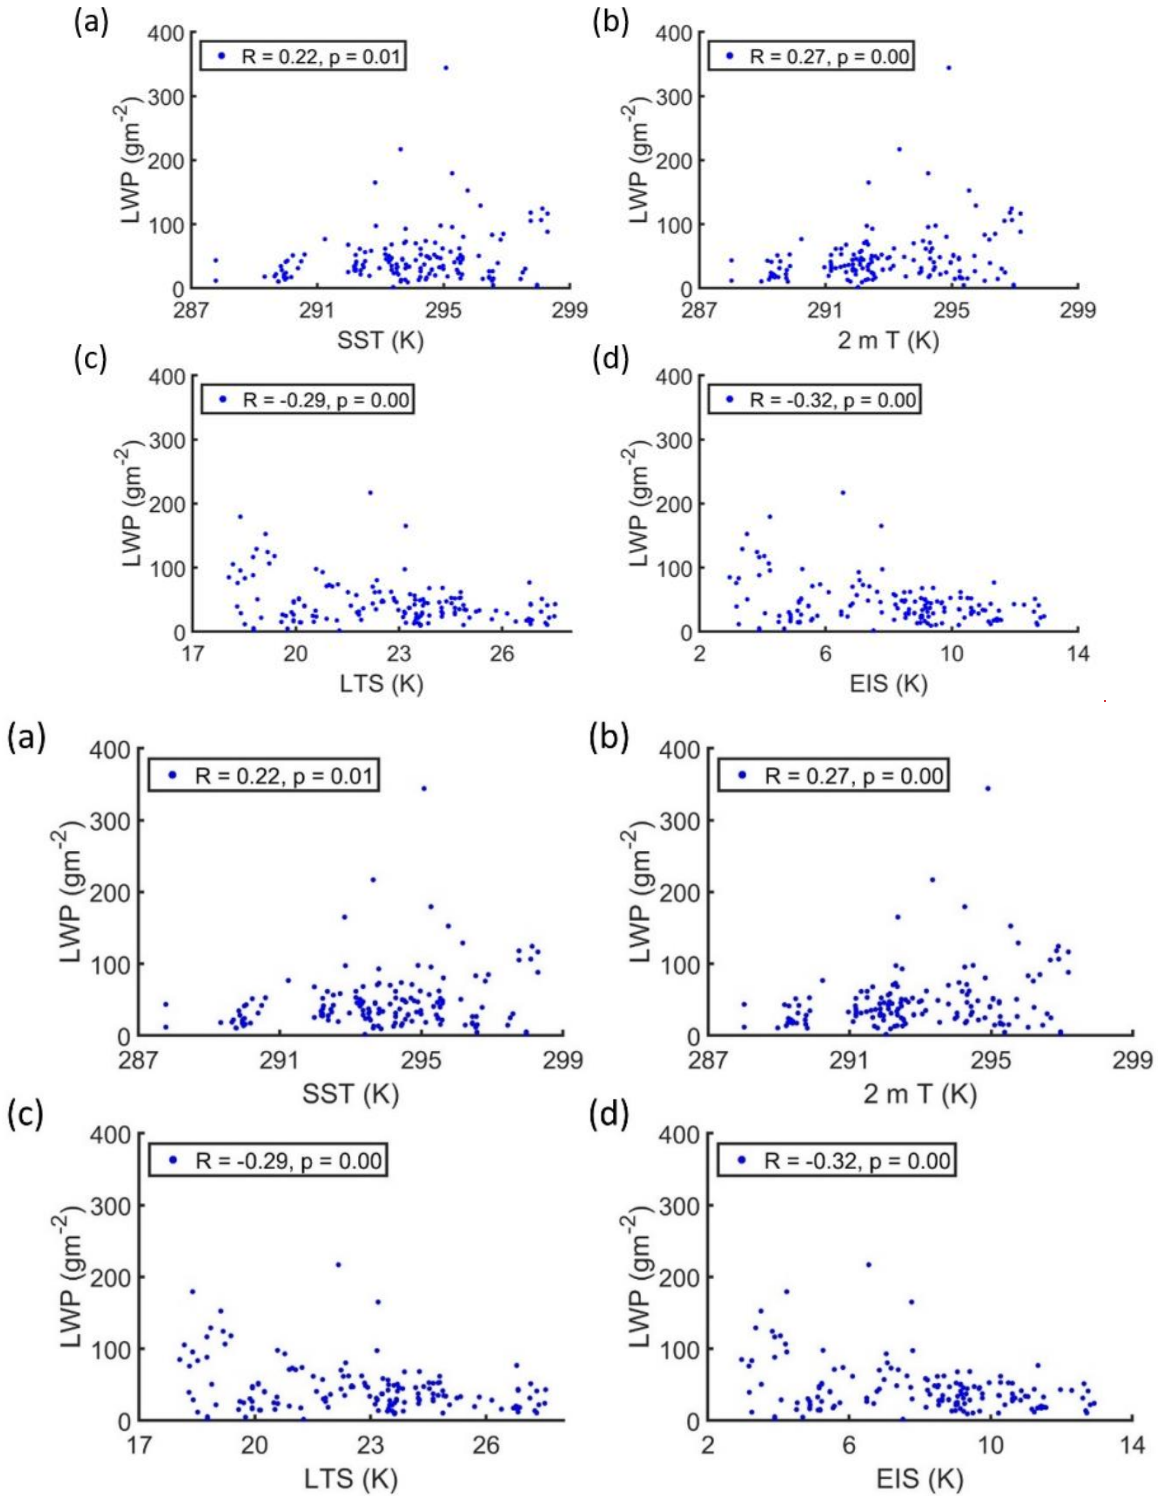 (a)
(b)
400
300
200
100
0
LWP (gm-2)
R = 0.22, p = 0.01
287
291
295
299
SST (K)
400
300
200
100
0
LWP (gm-2)
R = 0.27, p = 0.00
287
291
295
299
2 m T (K)
(c)
(d)
400
300
200
100
0
LWP (gm-2)
R = -0.29, p = 0.00
17
20
23
26
LTS (K)
400
300
200
100
0
LWP (gm-2)
R = -0.32, p = 0.00
2
6
10
14
EIS (K)
(a)
(b)
400
300
200
100
0
LWP (gm-2)
R = 0.22, p = 0.01
287
291
295
299
SST (K)
400
300
200
100
0
LWP (gm-2)
R = 0.27, p = 0.00
287
291
295
299
2 m T (K)
(c)
(d)
400
300
200
100
0
LWP (gm-2)
R = -0.29, p = 0.00
17
20
23
26
LTS (K)
400
300
200
100
0
LWP (gm-2)
R = -0.32, p = 0.00
2
6
10
14
EIS (K)